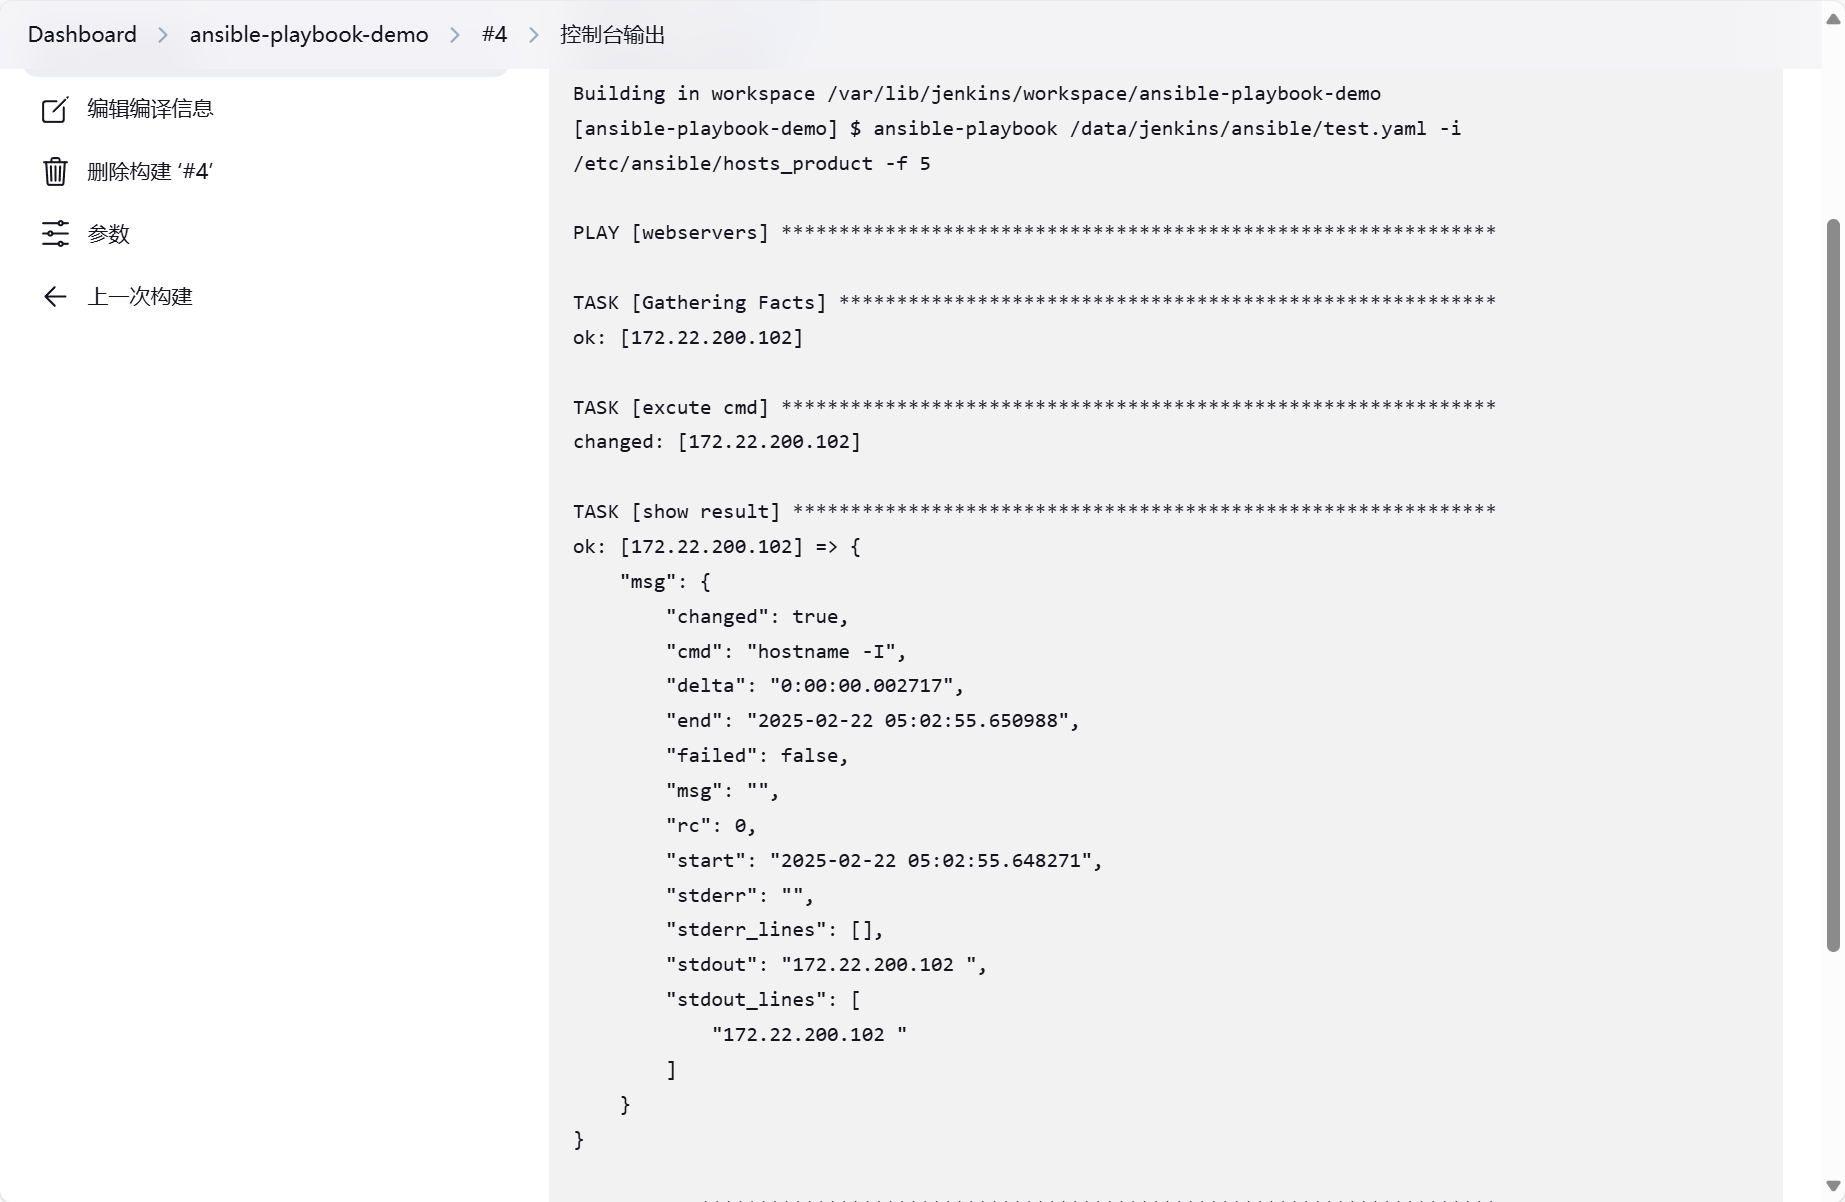 Dashboard > ansible-playbook-demo > #4 > 控制台输出
编辑编译信息
删除构建 ‘#4’
参数
上一次构建
Building in workspace /var/lib/jenkins/workspace/ansible-playbook-demo
[ansible-playbook-demo] $ ansible-playbook /data/jenkins/ansible/test.yaml -i
/etc/ansible/hosts_product -f 5
PLAY [webservers] **************************************************************
TASK [Gathering Facts] *********************************************************
ok: [172.22.200.102]
TASK [excute cmd] **************************************************************
changed: [172.22.200.102]
TASK [show result] *************************************************************
ok: [172.22.200.102] => {
    "msg": {
        "changed": true,
        "cmd": "hostname -I",
        "delta": "0:00:00.002717",
        "end": "2025-02-22 05:02:55.650988",
        "failed": false,
        "msg": "",
        "rc": 0,
        "start": "2025-02-22 05:02:55.648271",
        "stderr": "",
        "stderr_lines": [],
        "stdout": "172.22.200.102 ",
        "stdout_lines": [
            "172.22.200.102 "
        ]
    }
}